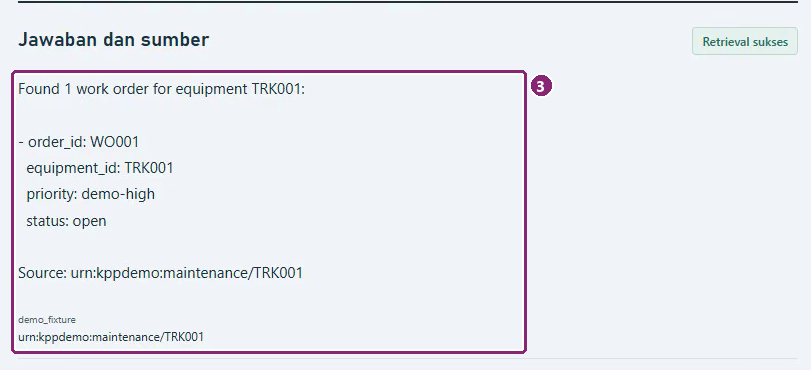 Jawaban dan sumber
Retrieval sukses
Found 1 work order for equipment TRK001:
3
- order_id: WO001
equipment_id: TRK001
priority: demo-high
status: open
Source: urn:kppdemo:maintenance/TRK001
demo_fixture
urn:kppdemo:maintenance/TRK001